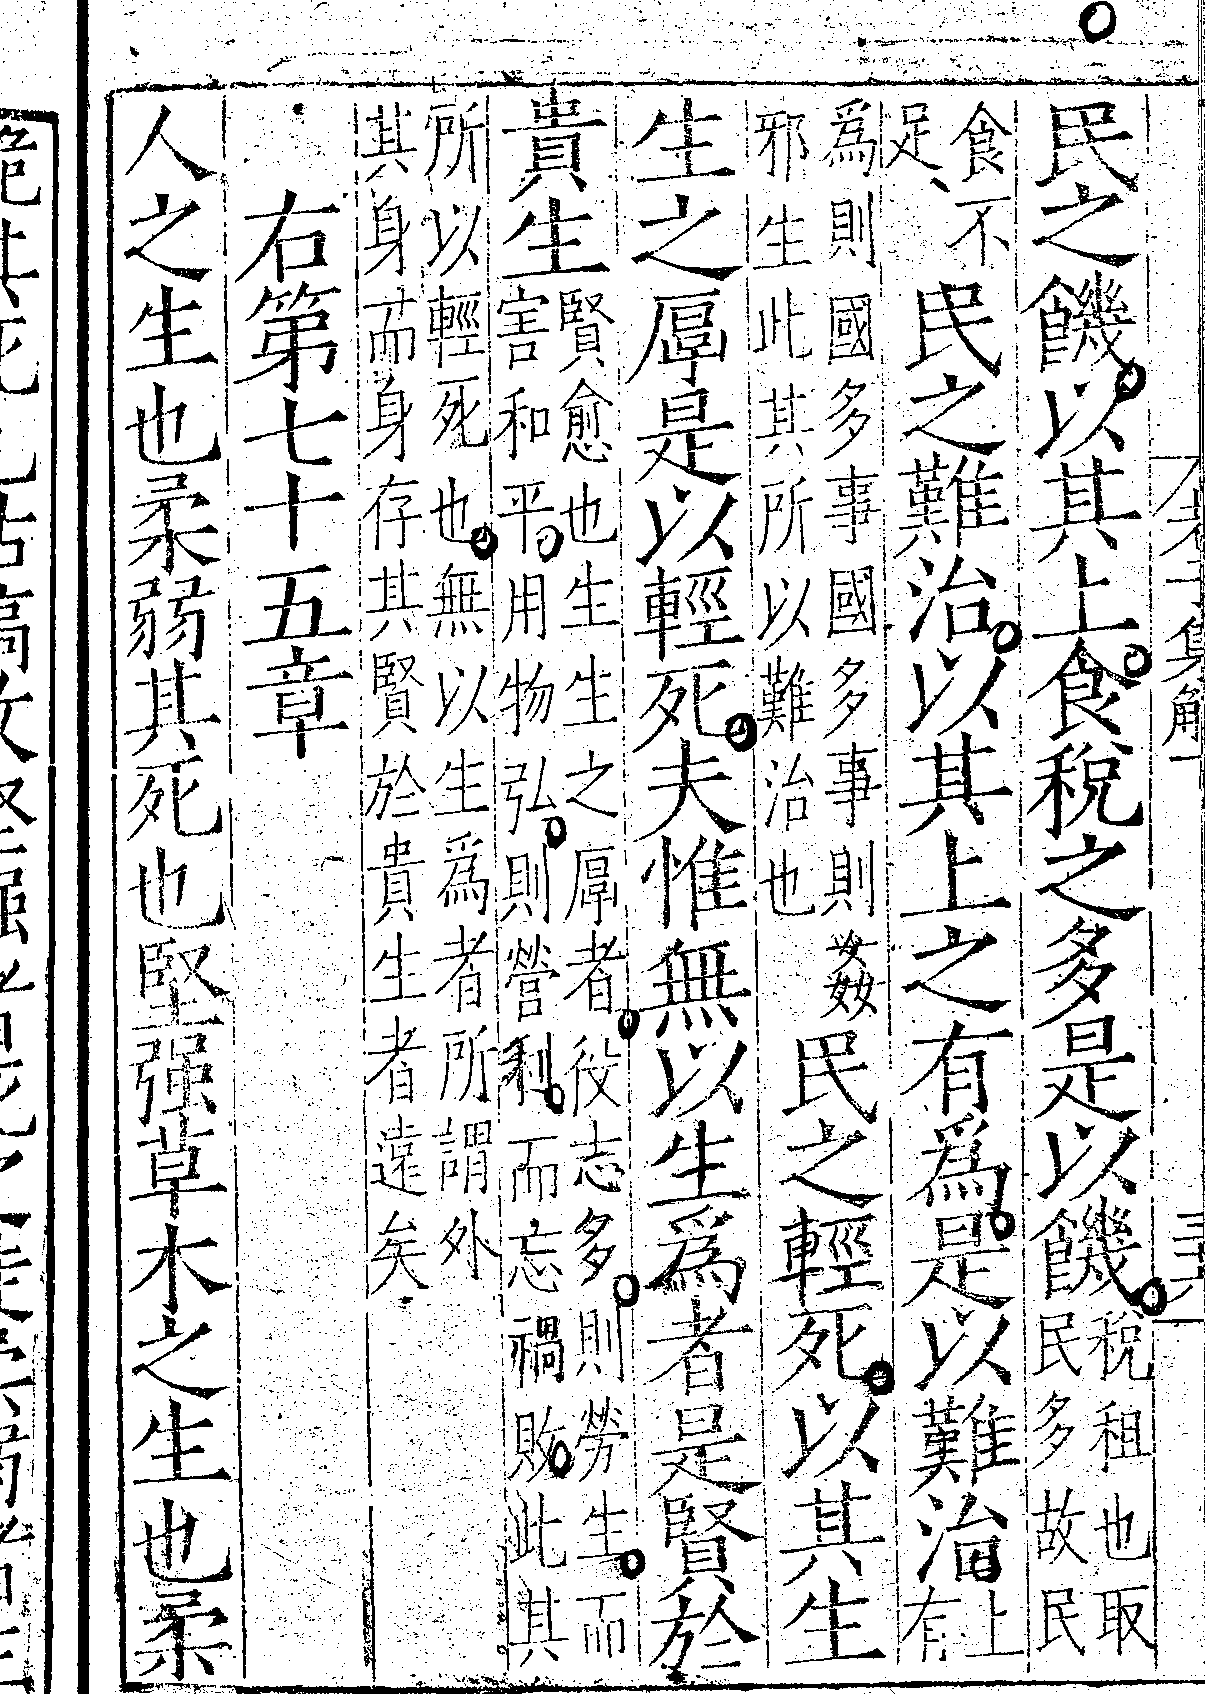 民之饑以其上食稅之多是以饑稅租也取
民多故民
食不
足民之難治以其上之有爲是以難治上
有
爲則國多事國多事則姦
邪生此其所以難治也民之輕死以其生
生之厚是以輕死夫惟無以生爲者是賢於
貴生賢愈也生生之厚者役志多則勞生而
害和平用物弘則營利而忘禍敗此其
所以輕死也無以生爲者所謂外
其身而身存其賢於貴生者遠矣
右第七十五章
人之生也柔弱其死也堅强草木之生也柔